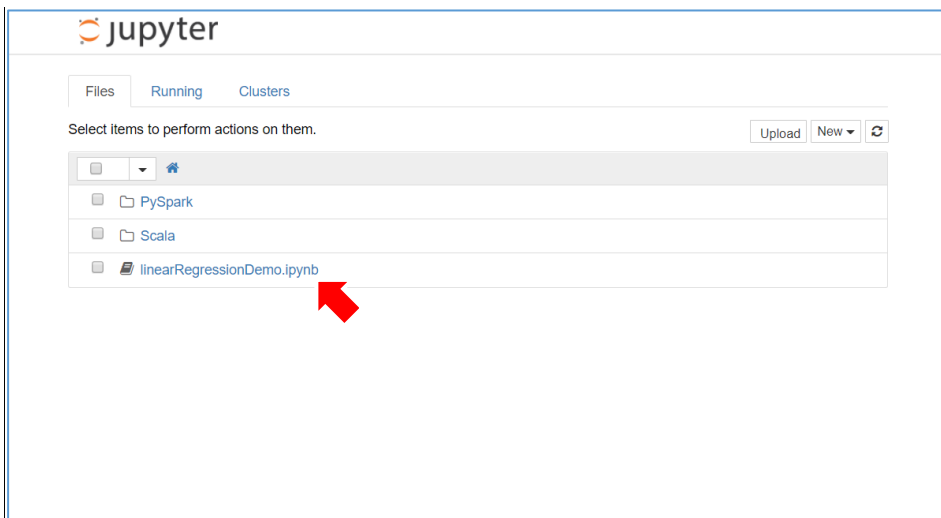 jupyter
Files Running Clusters
Select items to perform actions on them.
Upload New
PySpark
Scala
linearRegressionDemo.ipynb